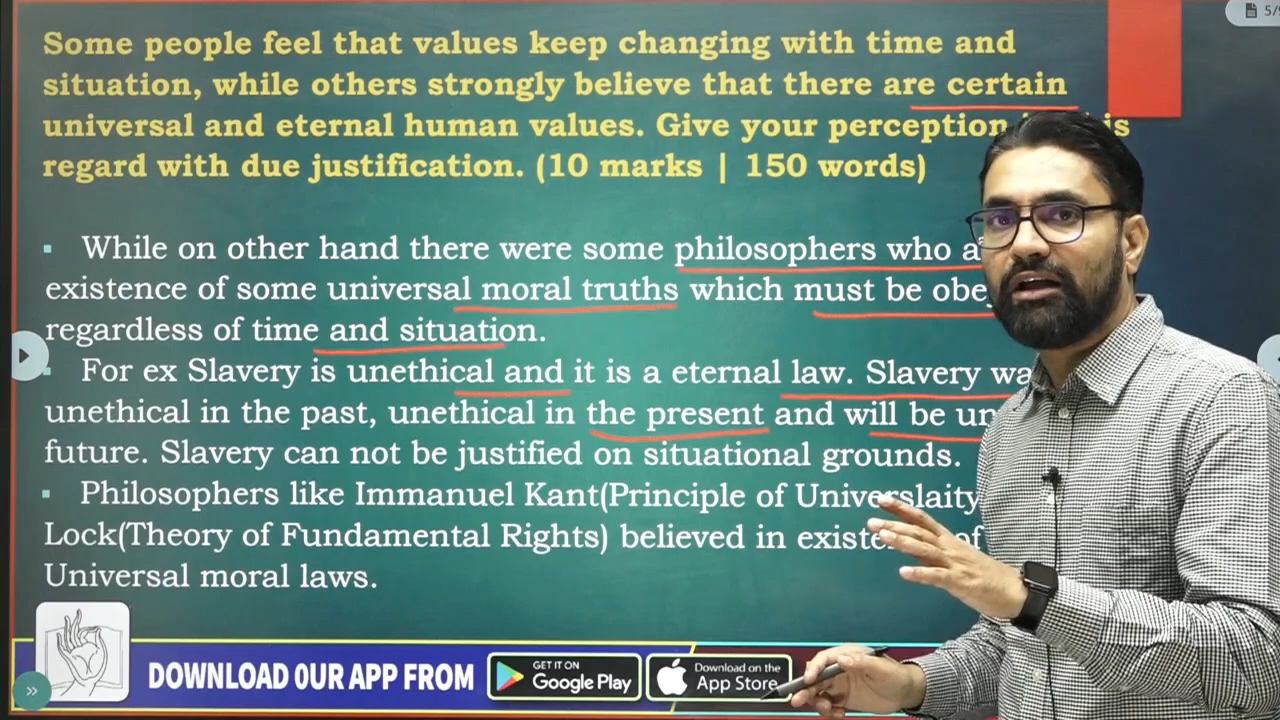 Some people feel that values keep changing with time and
situation, while others strongly believe that there are certain
universal and eternal human values. Give your perception
regard with due justification. (10 marks | 150 words)
5/
▪ While on other hand there were some philosophers who
existence of some universal moral truths which must be
regardless of time and situation.
For ex Slavery is unethical and it is a eternal law. Slavery
unethical in the past, unethical in the present and will be
future. Slavery can not be justified on situational grounds.
▪ Philosophers like Immanuel Kant(Principle of Universlaity
Lock(Theory of Fundamental Rights) believed in of
Universal moral laws.
DOWNLOAD OUR APP FROM
GET IT ON
Google Play
Download on the
App Store